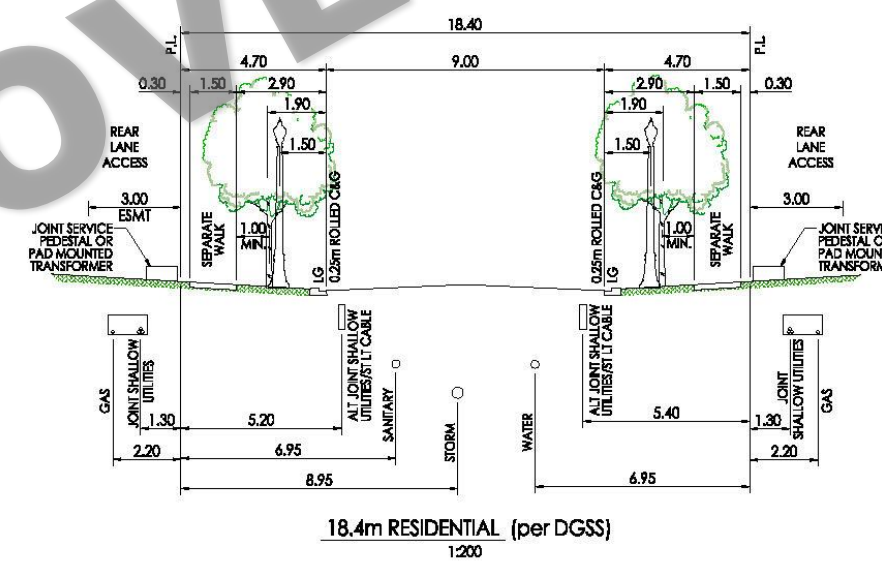 OVE
18.40
P.L.
P.L.
4.70
9.00
4.70
0.30
1.50
2.90
2.90
1.50
0.30
1.90
1.90
1.50
1.50
REAR
LANE
ACCESS
REAR
LANE
ACCESS
3.00
ESMT
3.00
JOINT SERVICE
PEDESTAL OR
PAD MOUNTED
TRANSFORMER
SEPARATE
WALK
1.00
MIN.
LG
0.25m ROLLED C&G
0.25m ROLLED C&G
LG
1.00
MIN.
SEPARATE
WALK
JOINT SERVI
PEDESTAL O
PAD MOUN
TRANSFORM
GAS
JOINT SHALLOW
UTILITIES
ALT JOINT SHALLOW
UTILITIES/ST LT CABLE
SANITARY
STORM
WATER
ALT JOINT SHALLOW
UTILITIES/ST LT CABLE
JOINT
SHALLOW UTILITIES
GAS
1.30
5.20
5.40
1.30
2.20
6.95
2.20
8.95
6.95
18.4m RESIDENTIAL (per DGSS)
1:200